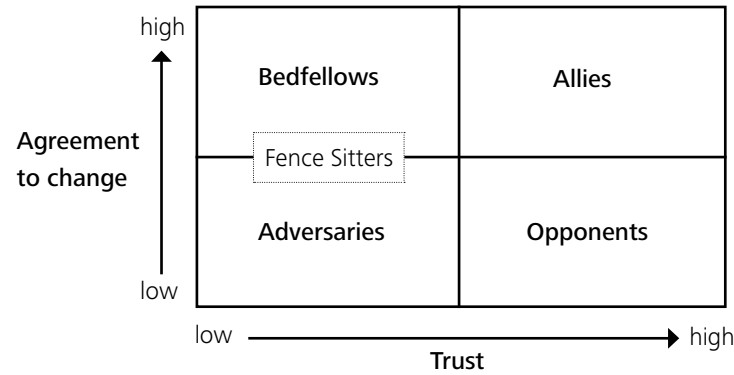 high
Bedfellows
Allies
Agreement
to change
Fence Sitters
Adversaries
Opponents
low
low
high
Trust